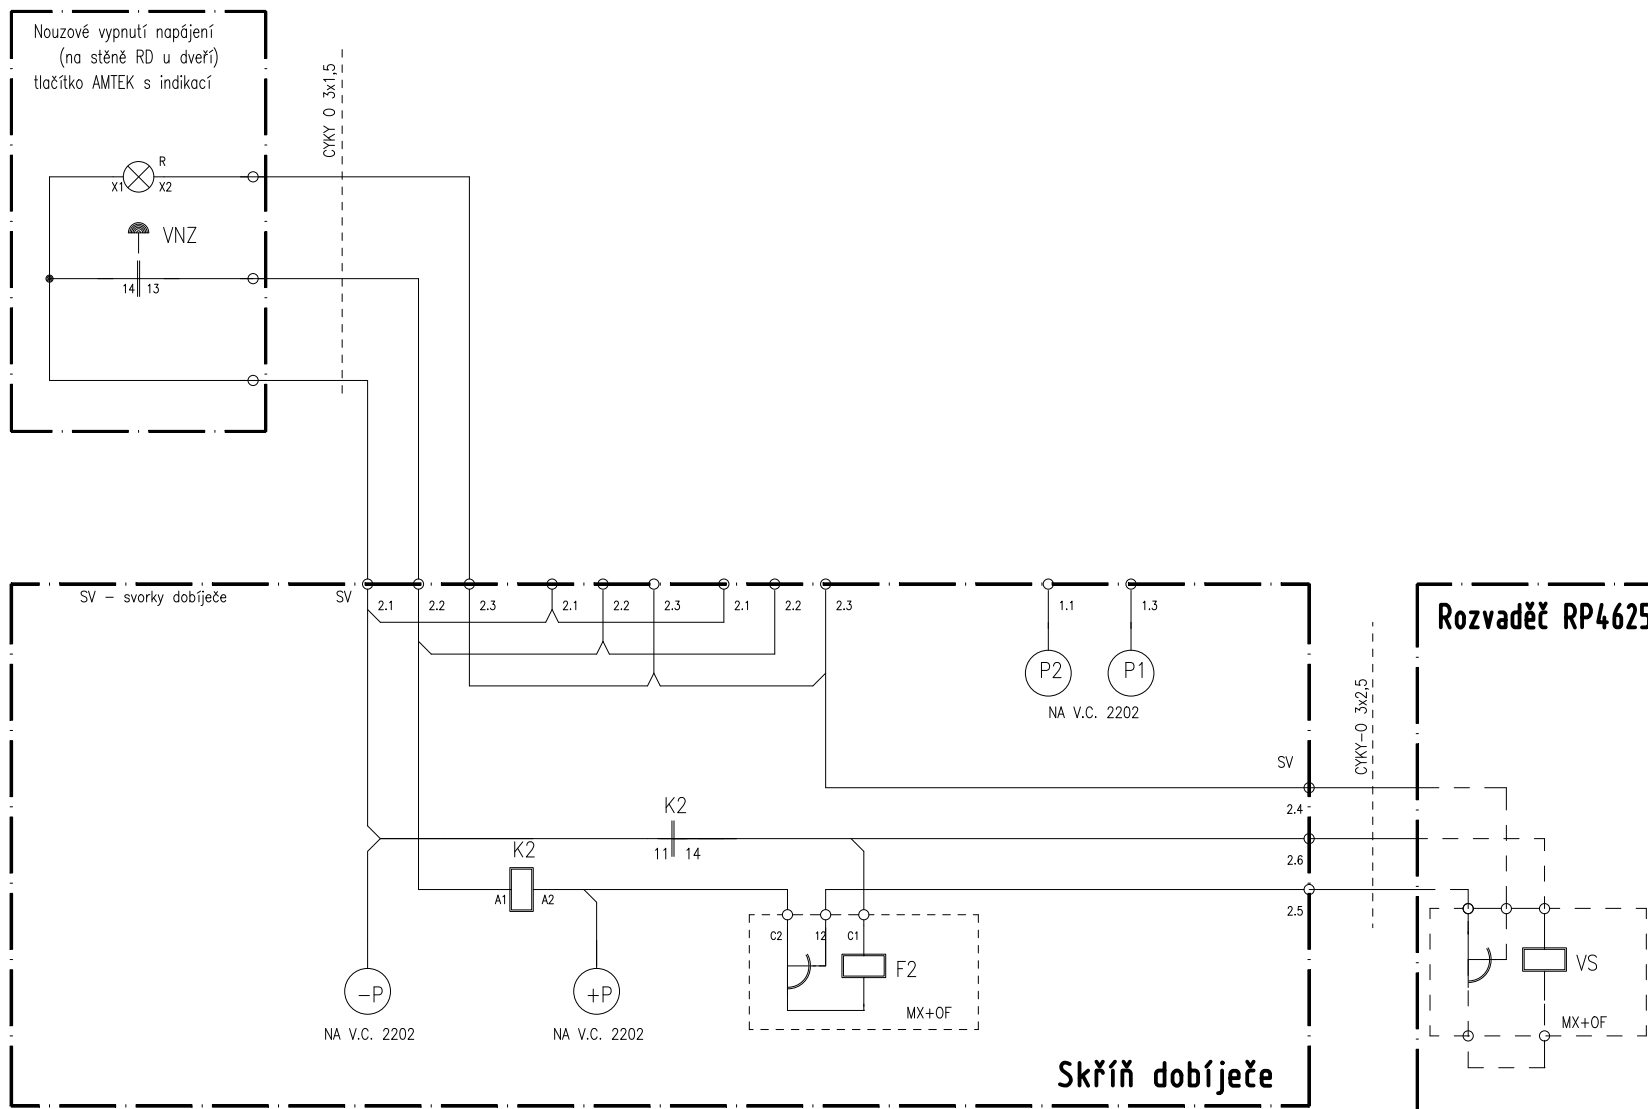 Nouzové vypnutí napájení
(na stěně RD u dveří)
tlačítko AMTEK s indikací
CYKY O 3x1,5
R
X1
X2
VNZ
14
13
SV - svorky dobíječe
SV
2.1
2.2
2.3
2.1
2.2
2.3
2.1
2.2
2.3
1.1
1.3
P2
P1
NA V.C. 2202
Rozvaděč RP4625
CYKY-O 3x2,5
SV
2.4
K2
11
14
2.6
K2
A1
A2
2.5
C2
12
C1
F2
MX+OF
-P
NA V.C. 2202
+P
NA V.C. 2202
VS
MX+OF
Skříň dobíječe